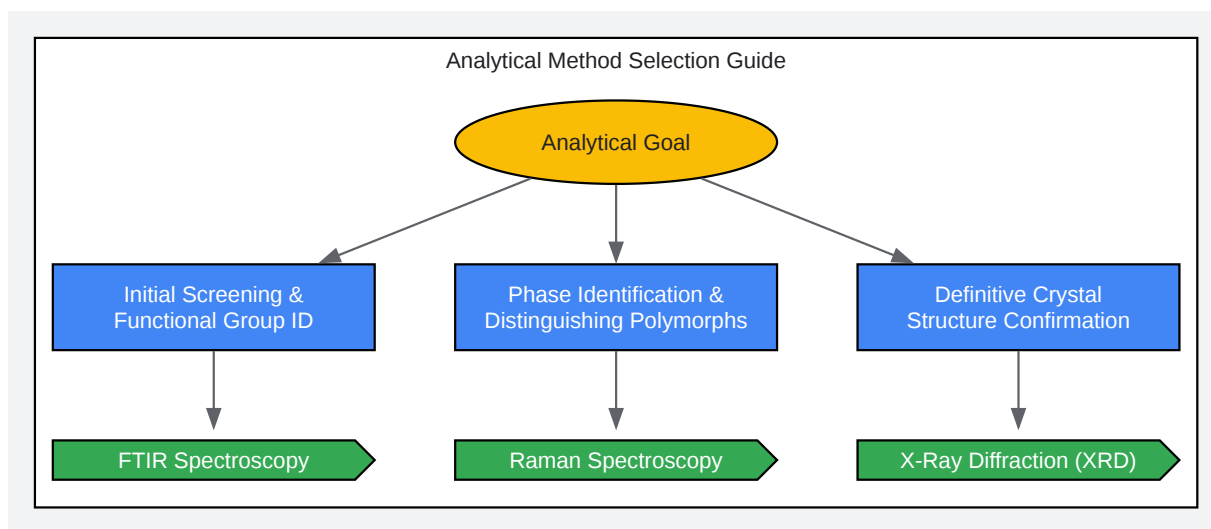 Analytical Method Selection Guide
Analytical Goal
Initial Screening &
Functional Group ID
Phase Identification &
Distinguishing Polymorphs
Definitive Crystal
Structure Confirmation
FTIR Spectroscopy
Raman Spectroscopy
X-Ray Diffraction (XRD)